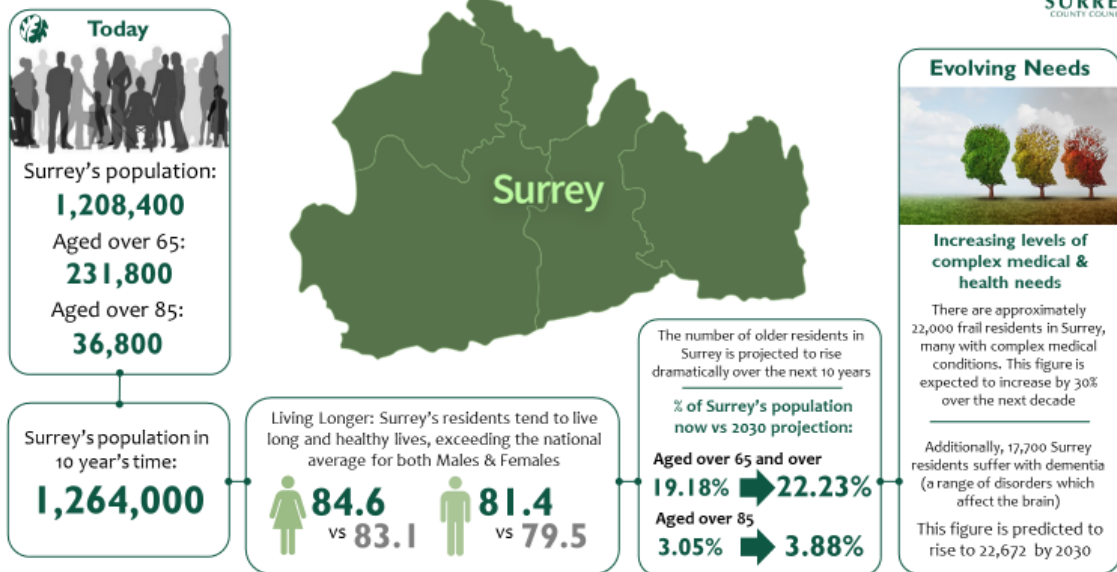 SURRE
COUNTY COUNC
Today
Surrey's population:
1,208,400
Aged over 65:
231,800
Aged over 85:
36,800
Surrey's population in
10 year's time:
1,264,000
Surrey
Living Longer: Surrey's residents tend to live
long and healthy lives, exceeding the national
average for both Males & Females
84.6
vs 83.1
81.4
vs 79.5
The number of older residents in
Surrey is projected to rise
dramatically over the next 10 years
% of Surrey's population
now vs 2030 projection:
Aged over 65 and over
19.18% 22.23%
Aged over 85
3.05% 3.88%
Evolving Needs
Increasing levels of
complex medical &
health needs
There are approximately
22,000 frail residents in Surrey,
many with complex medical
conditions. This figure is
expected to increase by 30%
over the next decade
Additionally, 17,700 Surrey
residents suffer with dementia
(a range of disorders which
affect the brain)
This figure is predicted to
rise to 22,672 by 2030